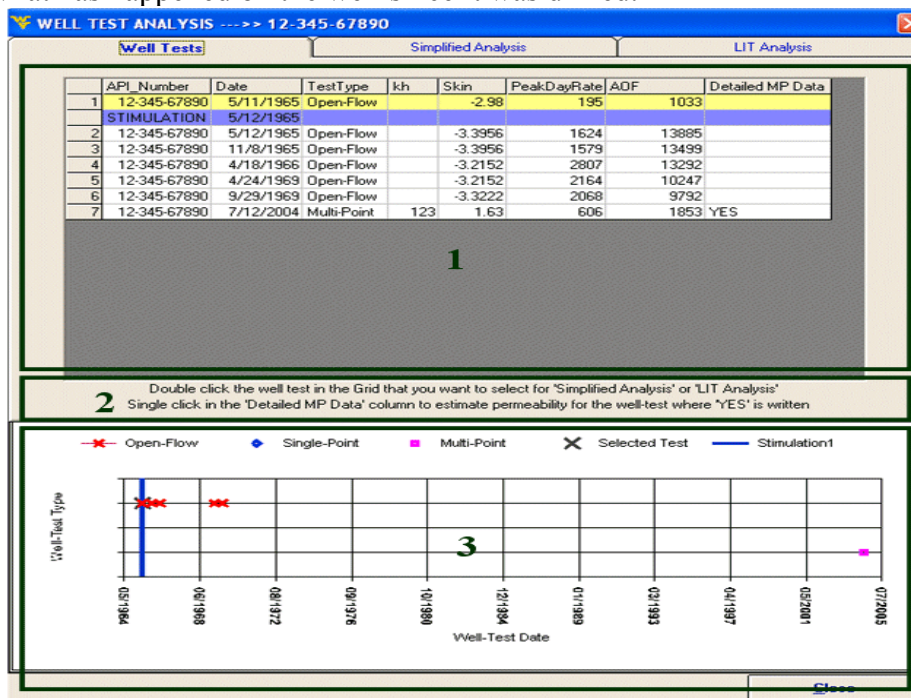 WELL TEST ANALYSIS --->> 12-345-67890
Well Tests Simplified Analysis LIT Analysis
API_Number Date TestType kh Skin PeakDayRate AOF Detailed MP Data
1 12-345-67890 5/11/1965 Open-Flow -2.98 195 1033
STIMULATION 5/12/1965
2 12-345-67890 5/12/1965 Open-Flow -3.3956 1624 13885
3 12-345-67890 11/8/1965 Open-Flow -3.3956 1579 13499
4 12-345-67890 4/18/1966 Open-Flow -3.2152 2807 13292
5 12-345-67890 4/24/1969 Open-Flow -3.2152 2164 10247
6 12-345-67890 9/29/1969 Open-Flow -3.3222 2068 9792
7 12-345-67890 7/12/2004 Multi-Point 123 1.63 606 1853 YES
1
Double click the well test in the Grid that you want to select for 'Simplified Analysis' or 'LIT Analysis'
2 Single click in the 'Detailed MP Data' column to estimate permeability for the well-test where 'YES' is written
Open-Flow Single-Point Multi-Point Selected Test Stimulation1
Well-Test Type
3
05/1964 06/1968 08/1972 09/1976 10/1980 12/1984 01/1989 03/1993 04/1997 05/2001 07/2005
Well-Test Date
Close